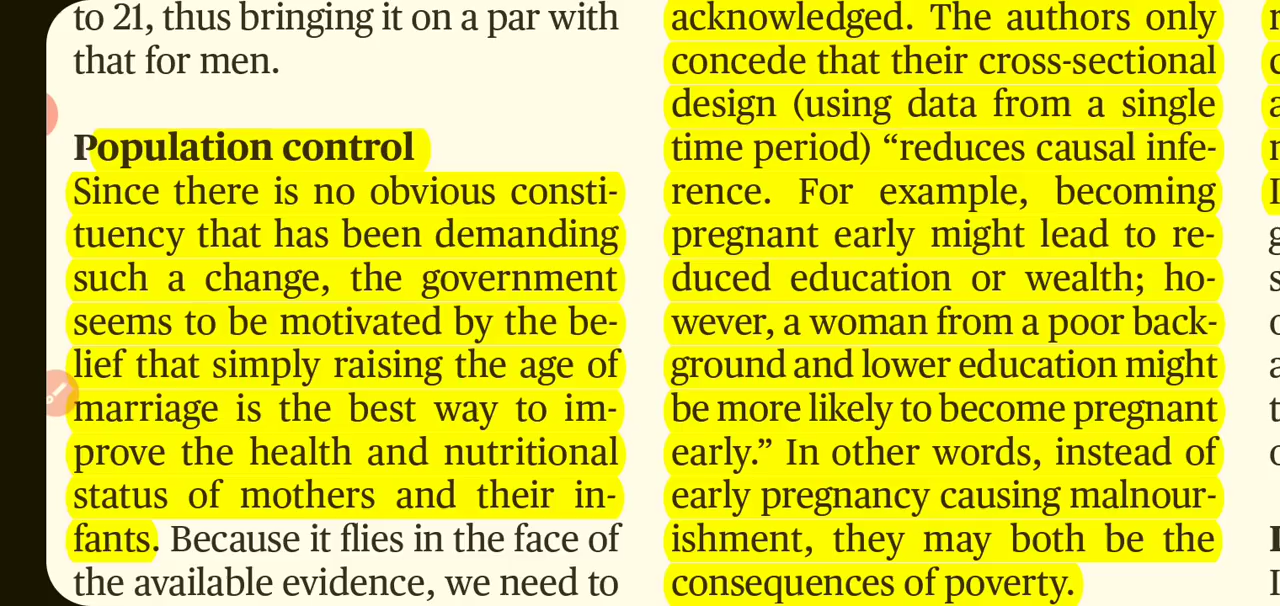 to 21, thus bringing it on a par with
that for men.
Population control
Since there is no obvious consti-
tuency that has been demanding
such a change, the government
seems to be motivated by the be-
lief that simply raising the age of
marriage is the best way to im-
prove the health and nutritional
status of mothers and their in-
fants. Because it flies in the face of
the available evidence, we need to
acknowledged. The authors only
concede that their cross-sectional
design (using data from a single
time period) “reduces causal infe-
rence. For example, becoming
pregnant early might lead to re-
duced education or wealth; ho-
wever, a woman from a poor back-
ground and lower education might
be more likely to become pregnant
early.” In other words, instead of
early pregnancy causing malnour-
ishment, they may both be the
consequences of poverty.